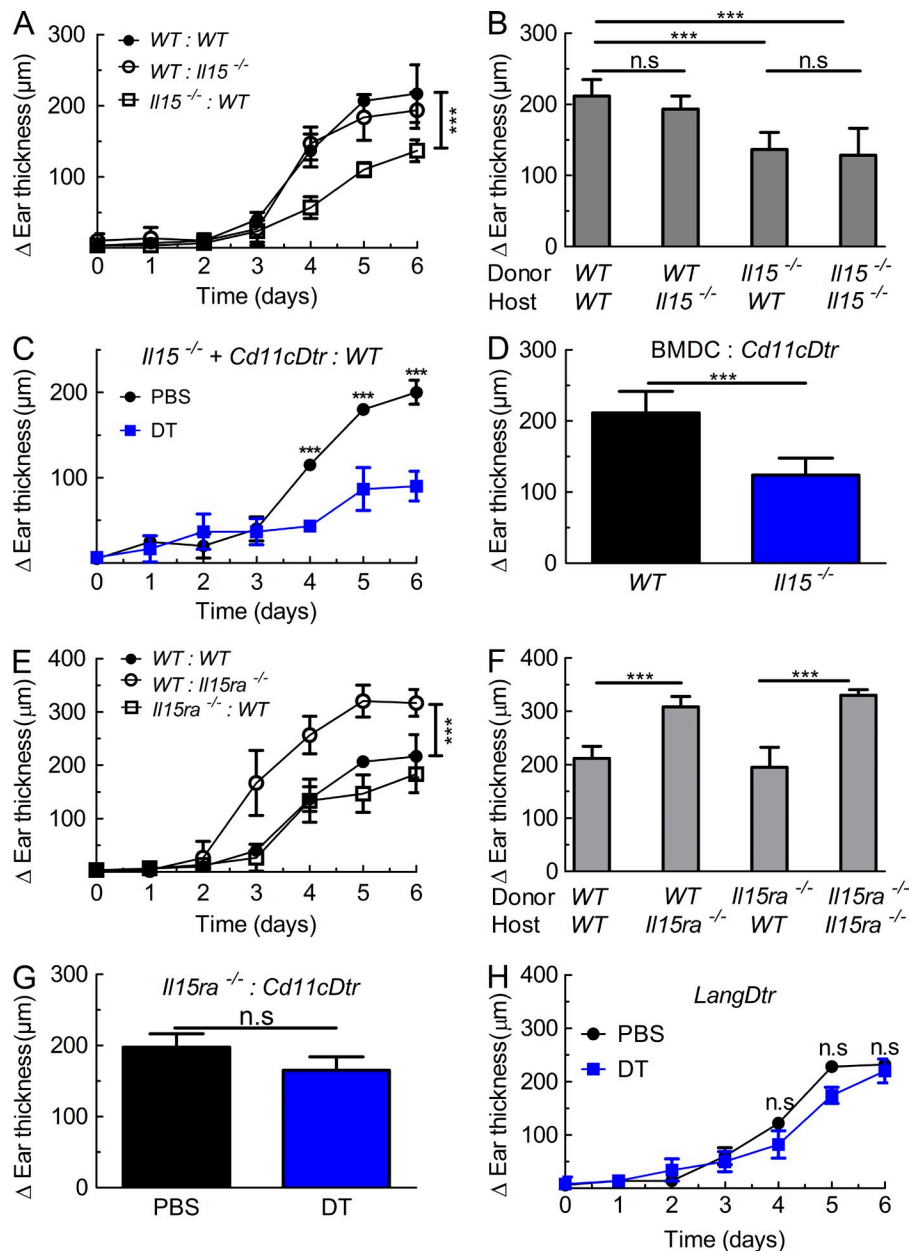 A
WT : WT
WT : Il15 -/-
Il15 -/- : WT
***
Δ Ear thickness (μm)
300
200
100
0 1 2 3 4 5 6
Time (days)
B
***
***
n.s n.s
Δ Ear thickness (μm)
300
200
100
0
Donor WT WT Il15 -/- Il15 -/-
Host WT Il15 -/- WT Il15 -/-
C
Il15 -/- + Cd11cDtr : WT
PBS
DT
*** *** ***
Δ Ear thickness (μm)
200
100
0 1 2 3 4 5 6
Time (days)
D
BMDC : Cd11cDtr
***
Δ Ear thickness (μm)
300
200
100
0
WT Il15 -/-
E
WT : WT
WT : Il15ra -/-
Il15ra -/- : WT
***
Δ Ear thickness (μm)
400
300
200
100
0 1 2 3 4 5 6
Time (days)
F
*** ***
Δ Ear thickness (μm)
400
300
200
100
0
Donor WT WT Il15ra -/- Il15ra -/-
Host WT Il15ra -/- WT Il15ra -/-
G
Il15ra -/- : Cd11cDtr
n.s
Δ Ear thickness (μm)
300
200
100
0
PBS DT
H
LangDtr
PBS
DT
n.s n.s n.s
Δ Ear thickness (μm)
400
300
200
100
0 1 2 3 4 5 6
Time (days)